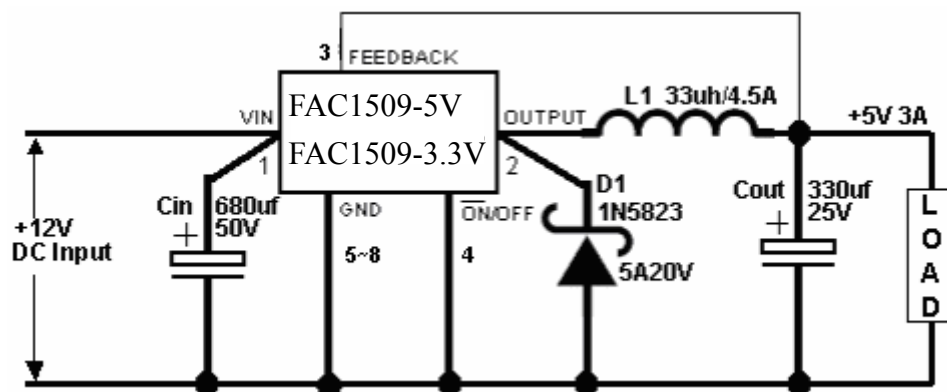 3 FEEDBACK
VIN
FAC1509-5V
FAC1509-3.3V
OUTPUT
L1 33uh/4.5A
+5V 3A
1
2
D1
1N5823
5A20V
Cin 680uf
50V
+
GND
5~8
ON/OFF
4
Cout 330uf
25V
+
+12V
DC Input
LOAD